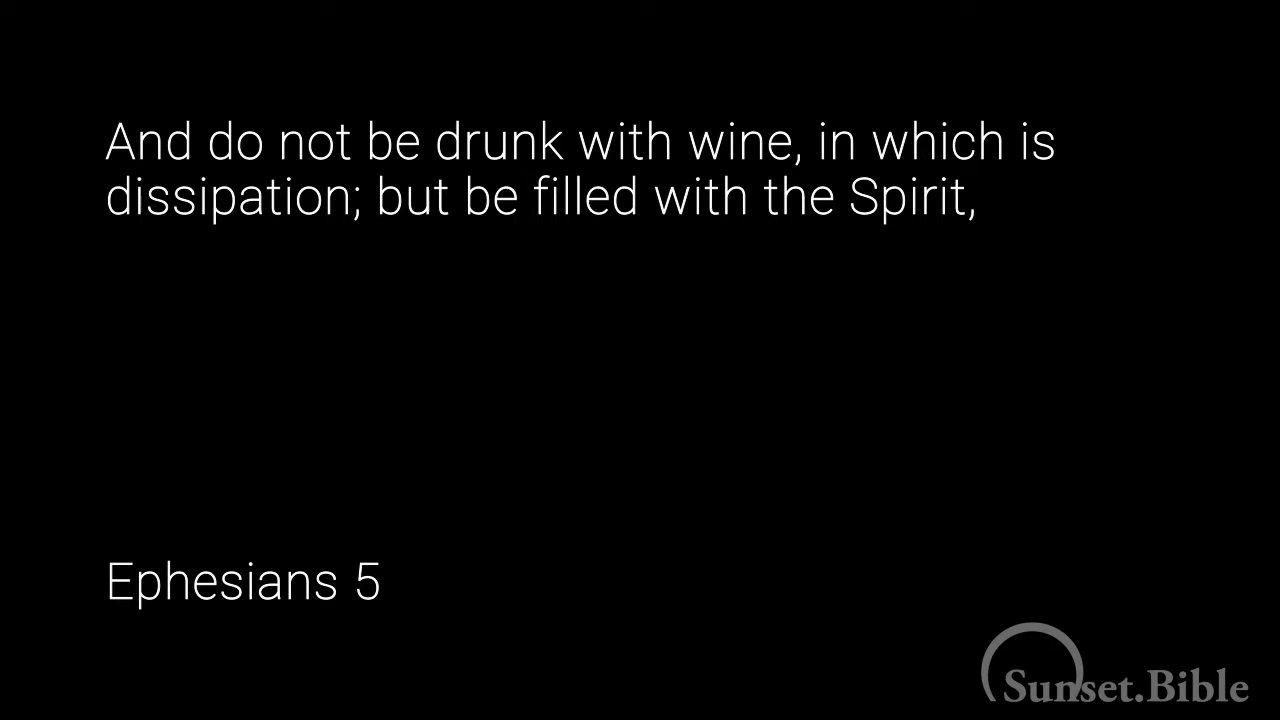 And do not be drunk with wine, in which is
dissipation; but be filled with the Spirit,
Ephesians 5
Sunset.Bible